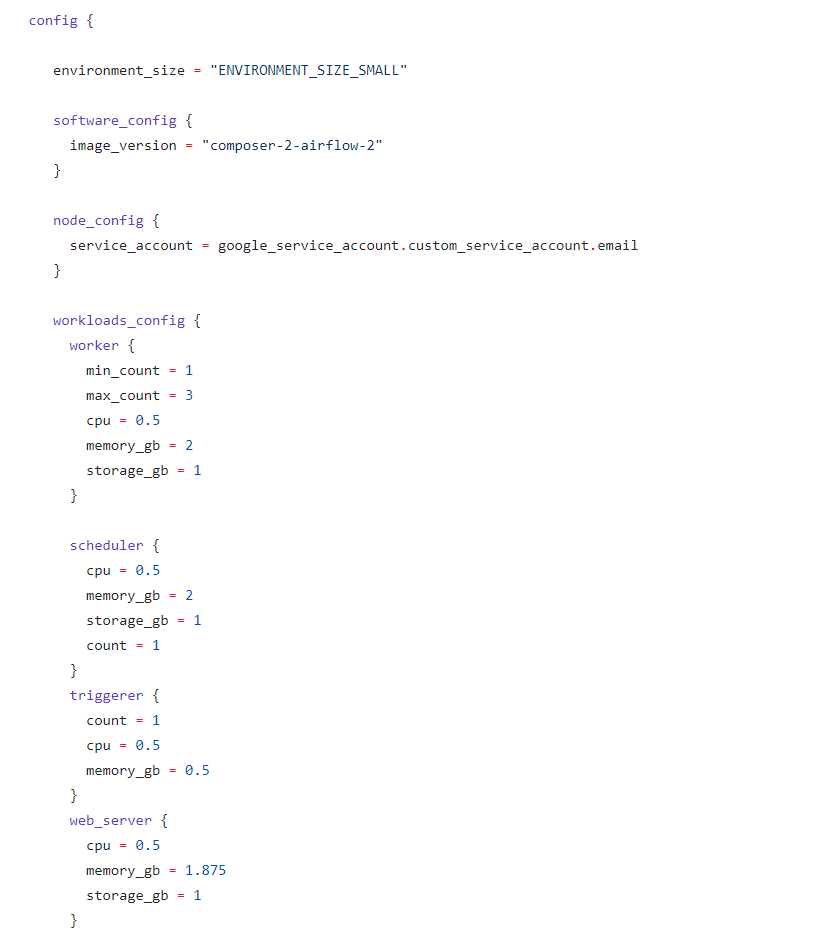 config {
environment_size = "ENVIRONMENT_SIZE_SMALL"
software_config {
image_version = "composer-2-airflow-2"
}
node_config {
service_account = google_service_account.custom_service_account.email
}
workloads_config {
worker {
min_count = 1
max_count = 3
cpu = 0.5
memory_gb = 2
storage_gb = 1
}
scheduler {
cpu = 0.5
memory_gb = 2
storage_gb = 1
count = 1
}
triggerer {
count = 1
cpu = 0.5
memory_gb = 0.5
}
web_server {
cpu = 0.5
memory_gb = 1.875
storage_gb = 1
}